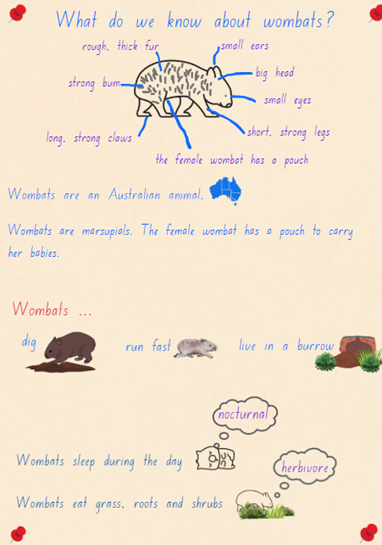 What do we know about wombats?
rough, thick fur
small ears
big head
strong bum
small eyes
long, strong claws
short, strong legs
the female wombat has a pouch
Wombats are an Australian animal.
Wombats are marsupials. The female wombat has a pouch to carry
her babies.
Wombats ...
dig
run fast
live in a burrow
nocturnal
Wombats sleep during the day
herbivore
Wombats eat grass, roots and shrubs